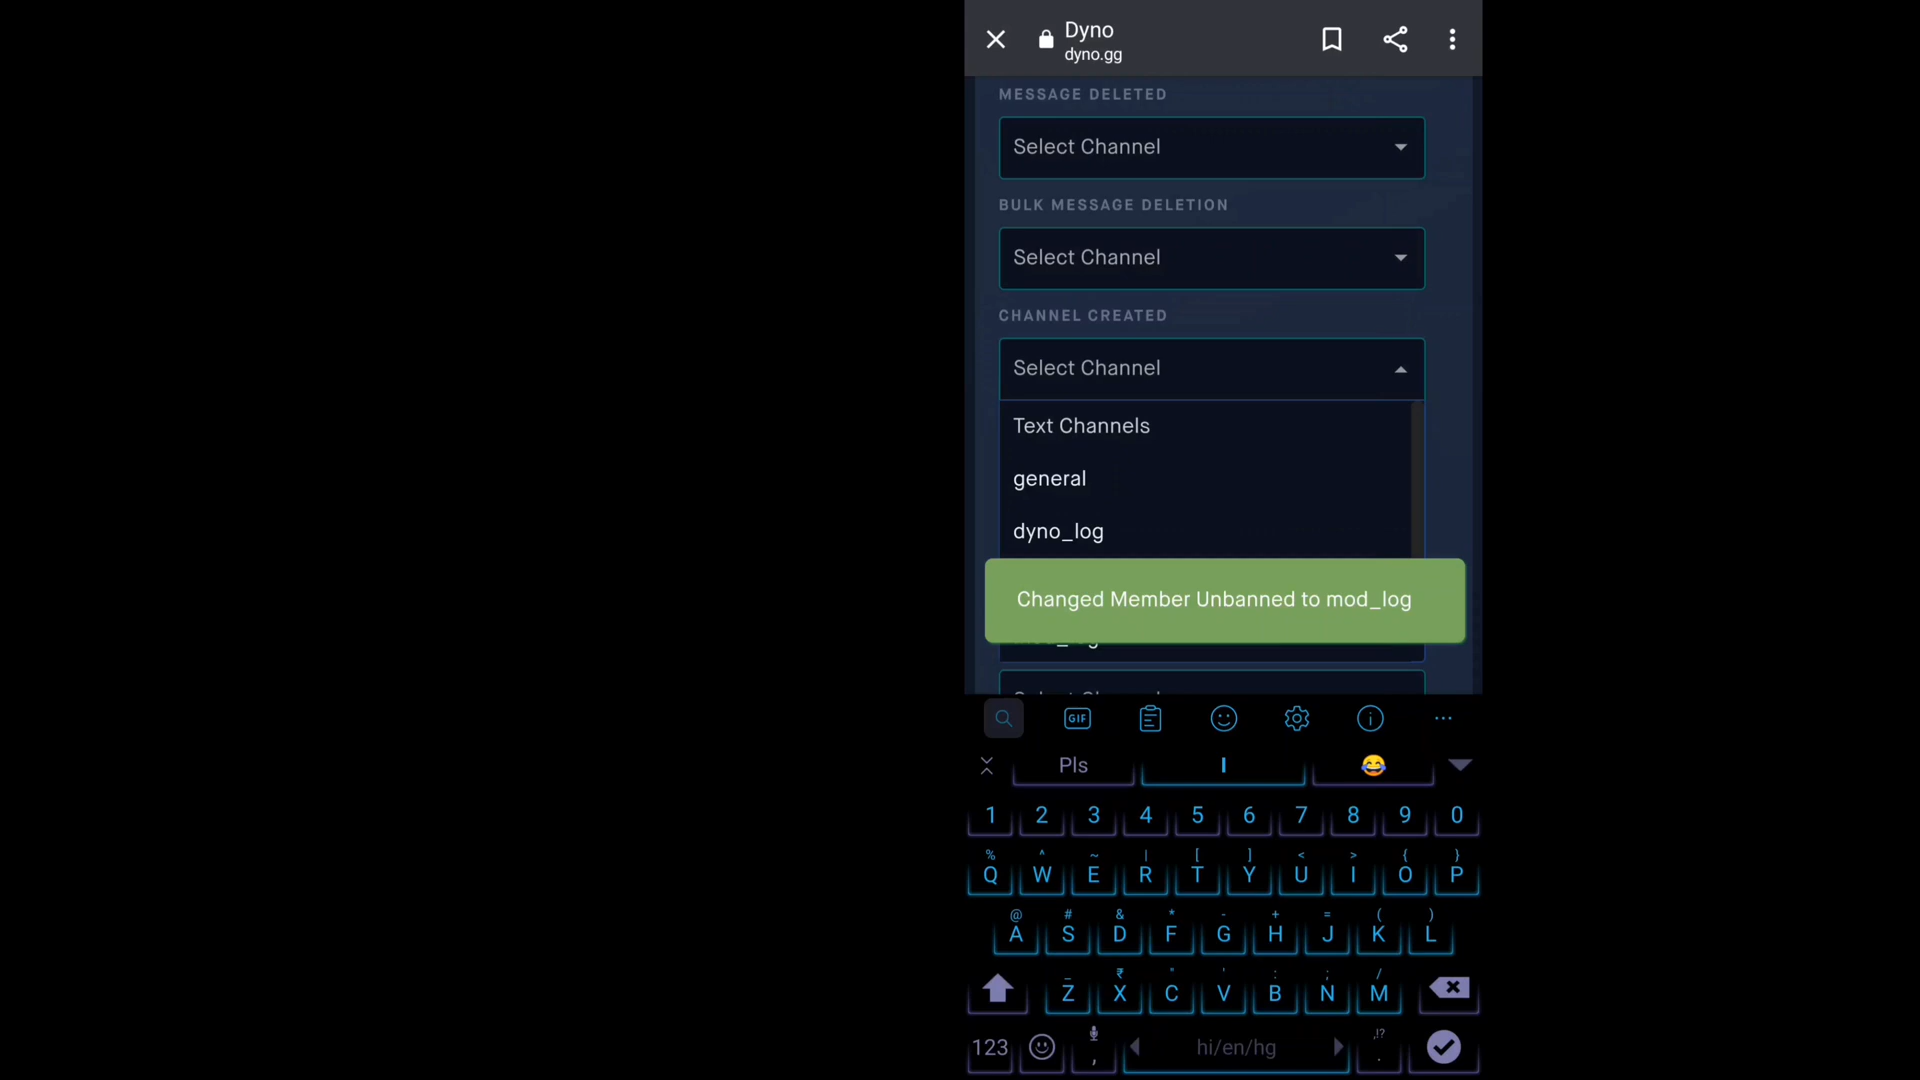 Dyno
dyno.gg
MESSAGE DELETED
Select Channel
BULK MESSAGE DELETION
Select Channel
CHANNEL CREATED
Select Channel
Text Channels
general
dyno_log
Changed Member Unbanned to mod_log
GIF
Pls I 😂
1 2 3 4 5 6 7 8 9 0
% ^ ~ | [ ] < > { }
Q W E R T Y U I O P
@ # & * - + = ( )
A S D F G H J K L
_ ₹ " ' : ; /
Z X C V B N M
,!?
123 , hi/en/hg .